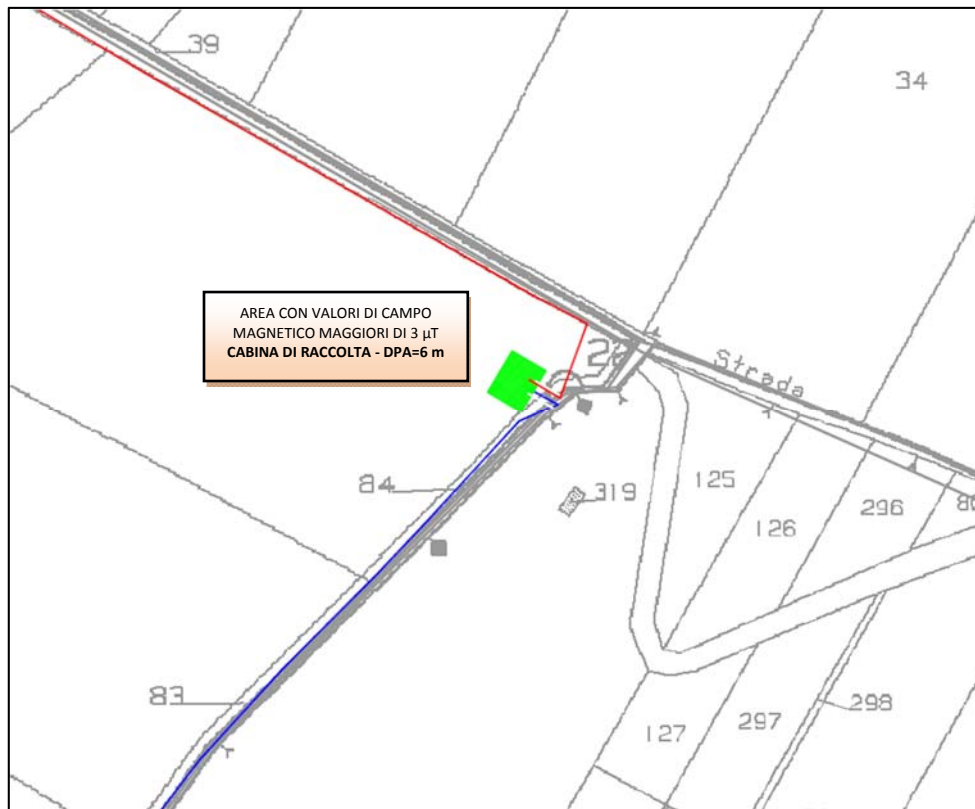 39
34
AREA CON VALORI DI CAMPO
MAGNETICO MAGGIORI DI 3 µT
CABINA DI RACCOLTA - DPA=6 m
Strada
84
319
125
126
296
83
298
127
297